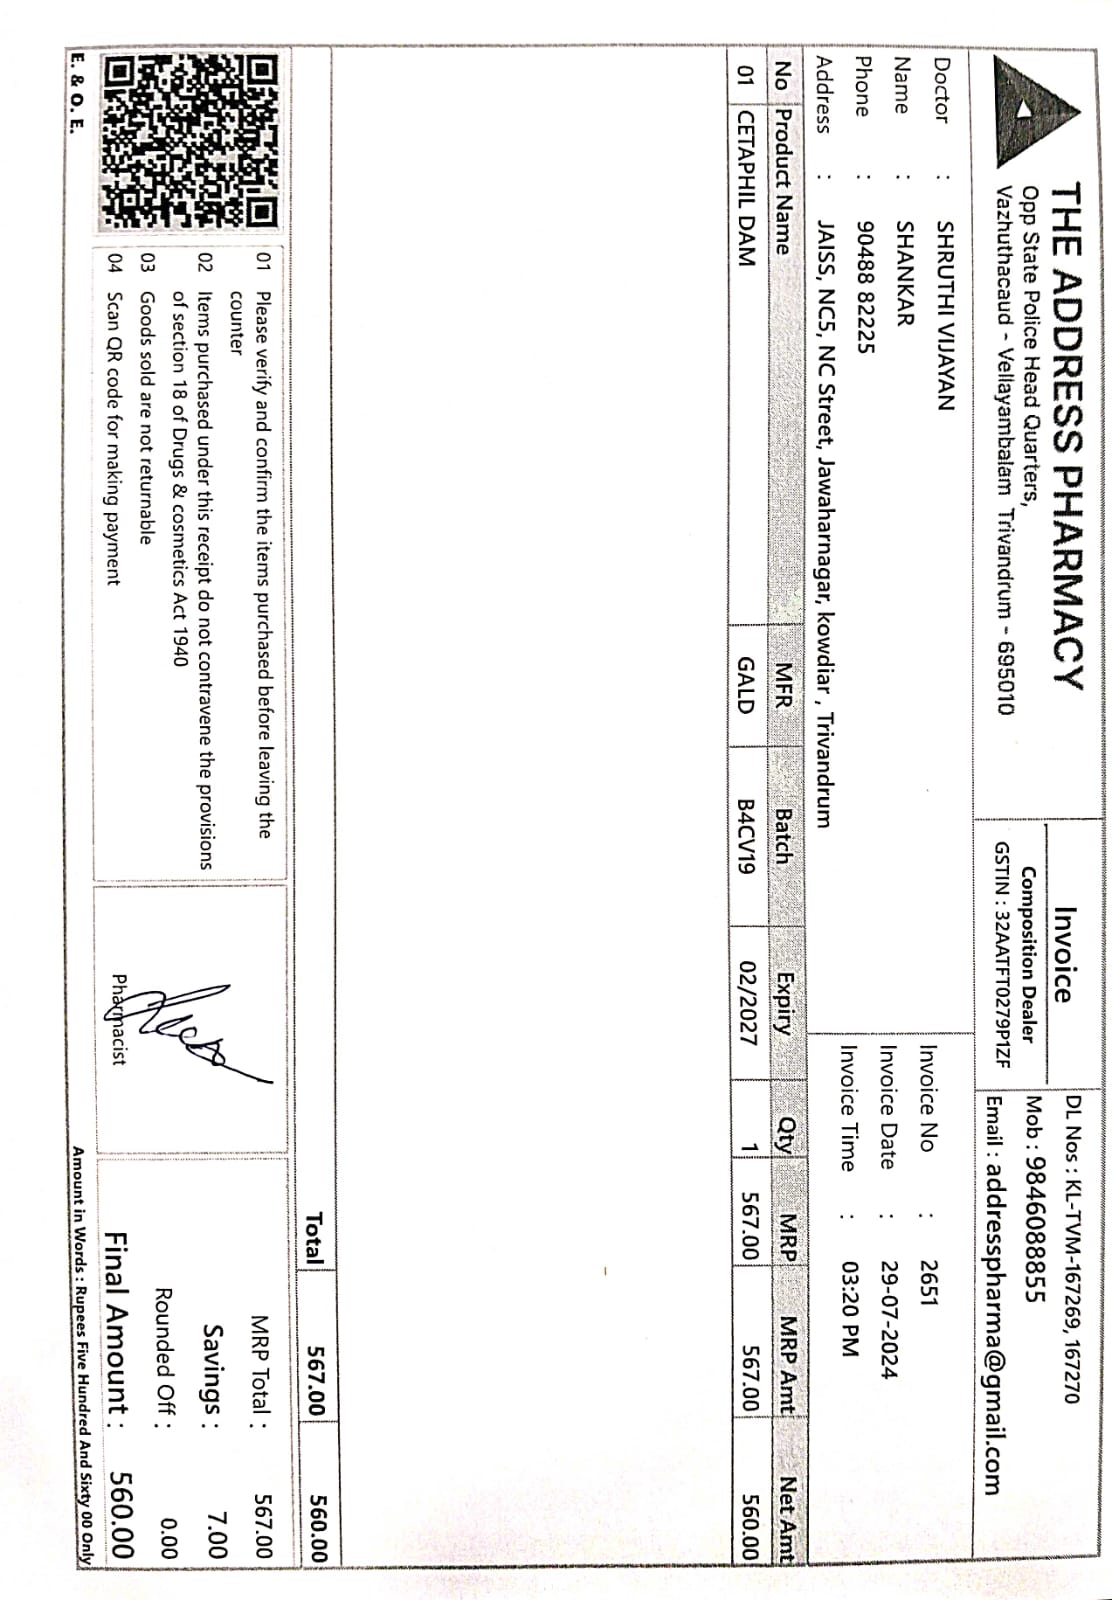 THE ADDRESS PHARMACY
Opp State Police Head Quarters,
Vazhuthacaud - Vellayambalam Trivandrum - 695010
Invoice
Composition Dealer
GSTIN : 32AATFT0279P1ZF
DL Nos : KL-TVM-167269, 167270
Mob : 9846088855
Email : addresspharma@gmail.com
Doctor : SHRUTHI VIJAYAN
Name : SHANKAR
Phone : 90488 82225
Address : JAISS, NC5, NC Street, Jawaharnagar, kowdiar , Trivandrum
Invoice No : 2651
Invoice Date : 29-07-2024
Invoice Time : 03:20 PM
No Product Name MFR Batch Expiry Qty MRP MRP Amt Net Amt
01 CETAPHIL DAM GALD B4CV19 02/2027 1 567.00 567.00 560.00
Total 567.00 560.00
01 Please verify and confirm the items purchased before leaving the
counter
02 Items purchased under this receipt do not contravene the provisions
of section 18 of Drugs & cosmetics Act 1940
03 Goods sold are not returnable
04 Scan QR code for making payment
Pharmacist
MRP Total : 567.00
Savings : 7.00
Rounded Off : 0.00
Final Amount : 560.00
E. & O. E.
Amount in Words : Rupees Five Hundred And Sixty 00 Only